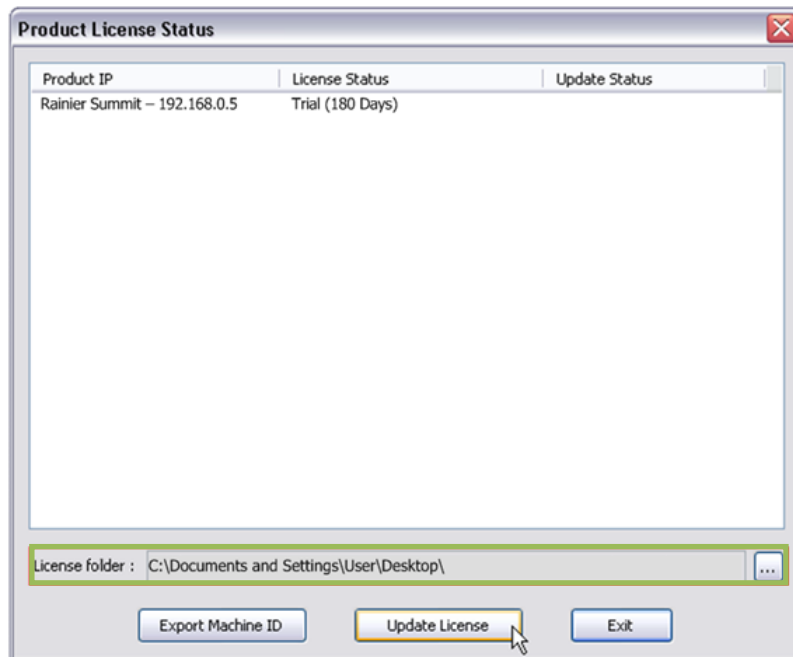 Product License Status
Product IP License Status Update Status
Rainier Summit – 192.168.0.5 Trial (180 Days)
License folder : C:\Documents and Settings\User\Desktop\ ...
Export Machine ID Update License Exit